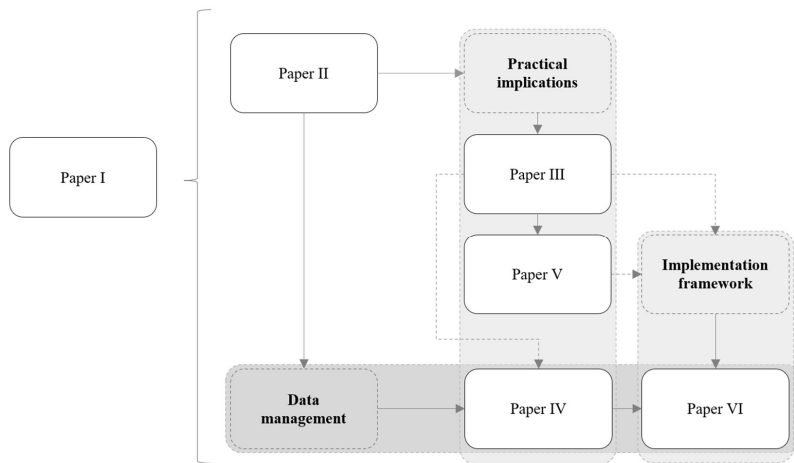 Paper I
Paper II
Practical
implications
Paper III
Paper V
Implementation
framework
Data
management
Paper IV
Paper VI